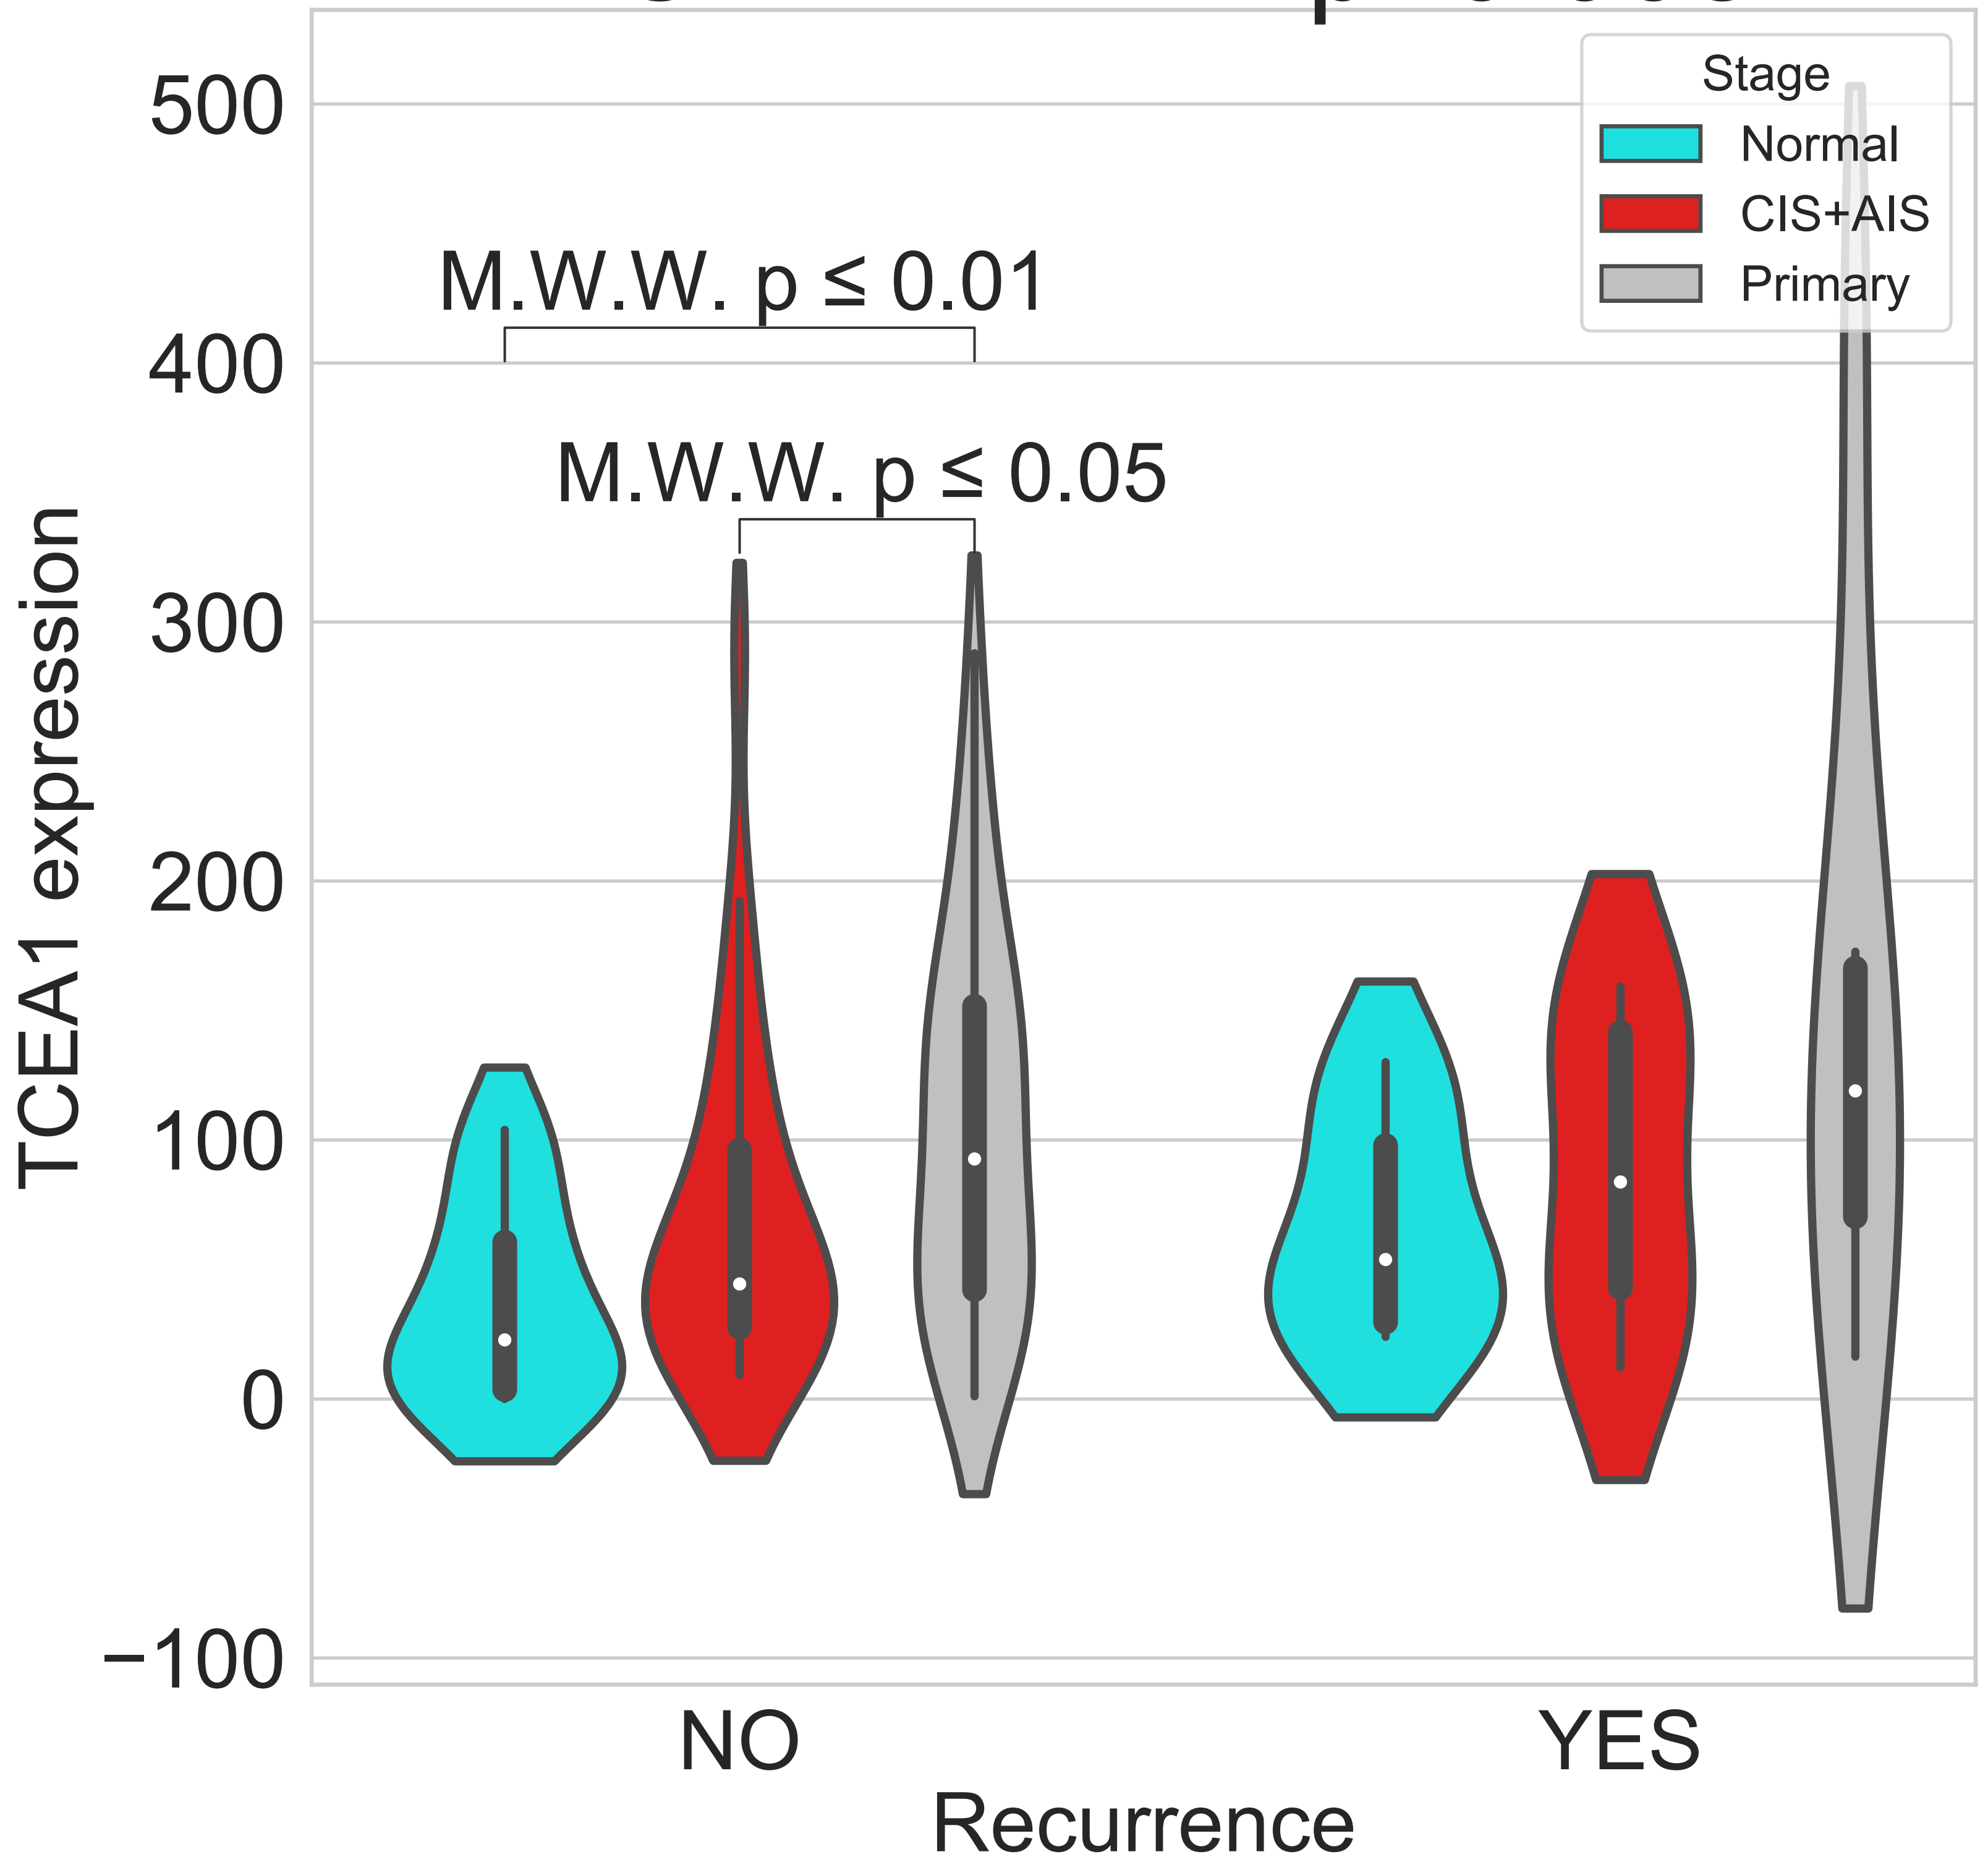 Stage
Normal
CIS+AIS
Primary
M.W.W. p ≤ 0.01
M.W.W. p ≤ 0.05
500
400
300
200
100
0
−100
TCEA1 expression
NO
YES
Recurrence